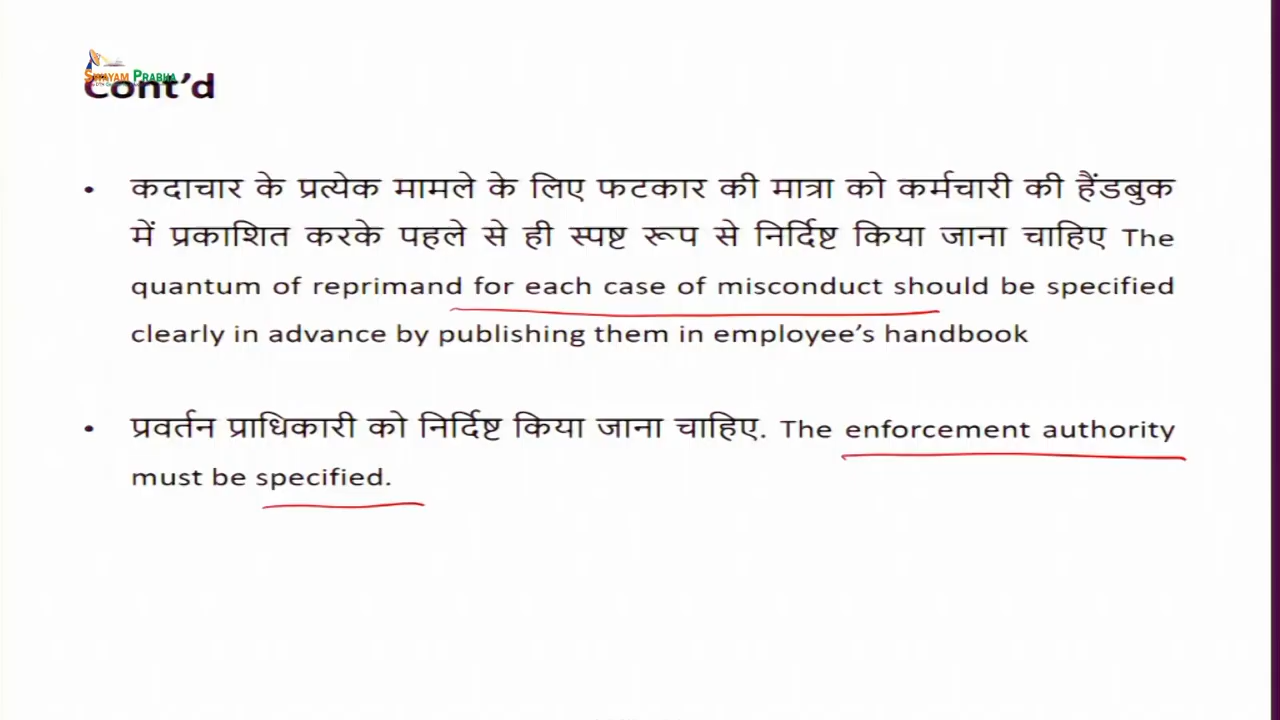 SWAYAM PRABHA
Cont'd
• कदाचार के प्रत्येक मामले के लिए फटकार की मात्रा को कर्मचारी की हैंडबुक
में प्रकाशित करके पहले से ही स्पष्ट रूप से निर्दिष्ट किया जाना चाहिए The
quantum of reprimand for each case of misconduct should be specified
clearly in advance by publishing them in employee's handbook
• प्रवर्तन प्राधिकारी को निर्दिष्ट किया जाना चाहिए. The enforcement authority
must be specified.